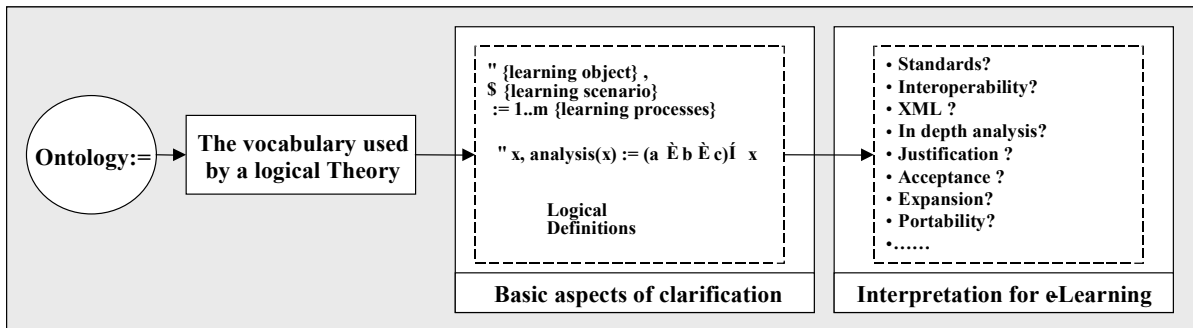 Ontology:=
The vocabulary used
by a logical Theory
" {learning object} ,
$ {learning scenario}
:= 1..m {learning processes}
" x, analysis(x) := (a È b È c)Í x
Logical
Definitions
Basic aspects of clarification
• Standards?
• Interoperability?
• XML ?
• In depth analysis?
• Justification ?
• Acceptance ?
• Expansion?
• Portability?
•……
Interpretation for e-Learning